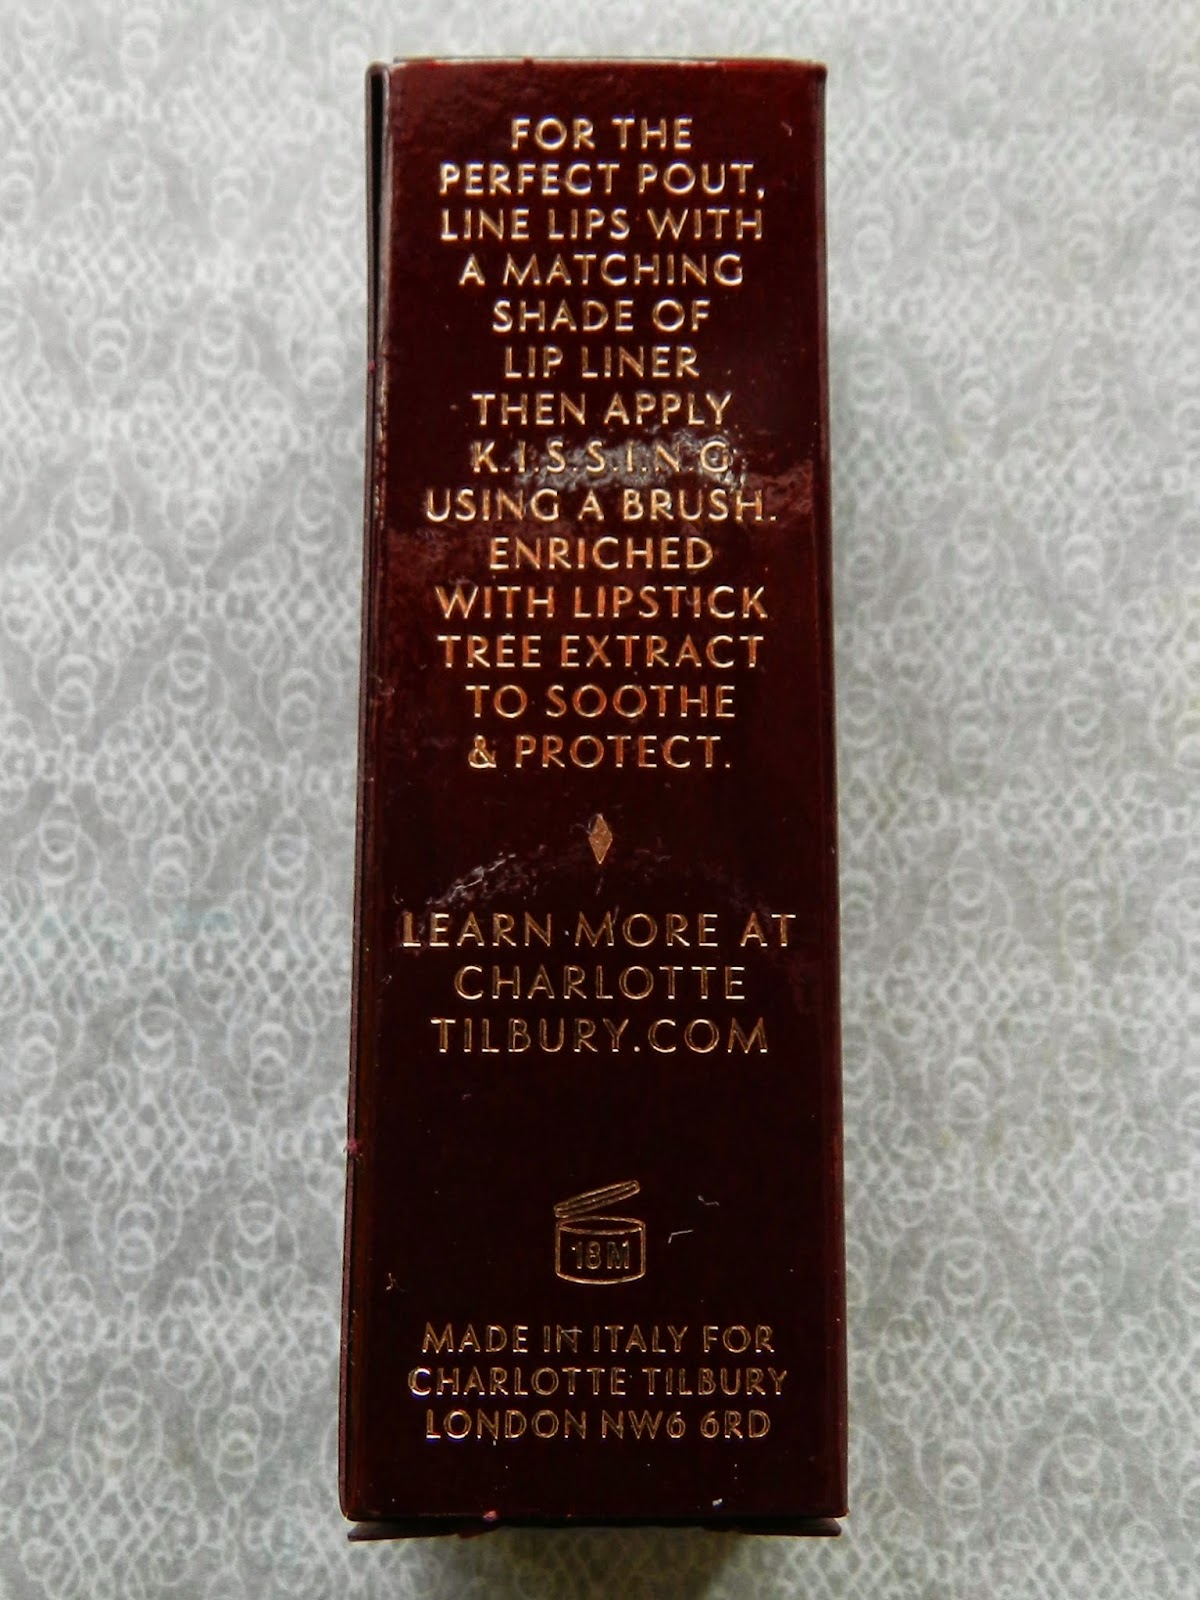 FOR THE
PERFECT POUT,
LINE LIPS WITH
A MATCHING
SHADE OF
LIP LINER
THEN APPLY
K.I.S.S.I.N.G
USING A BRUSH.
ENRICHED
WITH LIPSTICK
TREE EXTRACT
TO SOOTHE
& PROTECT.
LEARN MORE AT
CHARLOTTE
TILBURY.COM
18M
MADE IN ITALY FOR
CHARLOTTE TILBURY
LONDON NW6 6RD